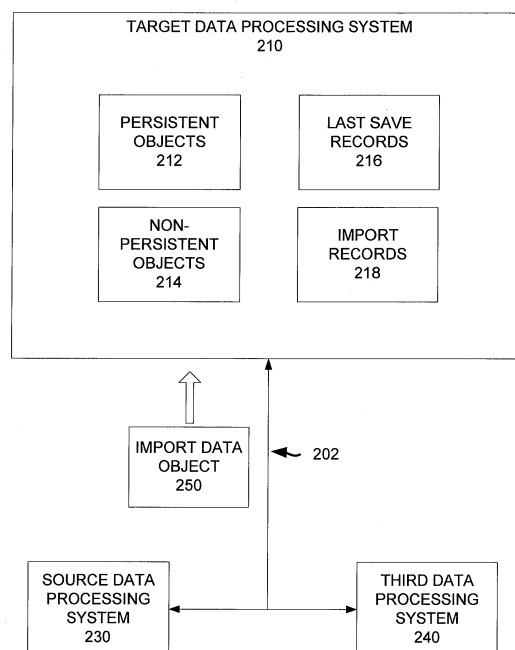 TARGET DATA PROCESSING SYSTEM
210
PERSISTENT
OBJECTS
212
LAST SAVE
RECORDS
216
NON-
PERSISTENT
OBJECTS
214
IMPORT
RECORDS
218
IMPORT DATA
OBJECT
250
202
SOURCE DATA
PROCESSING
SYSTEM
230
THIRD DATA
PROCESSING
SYSTEM
240